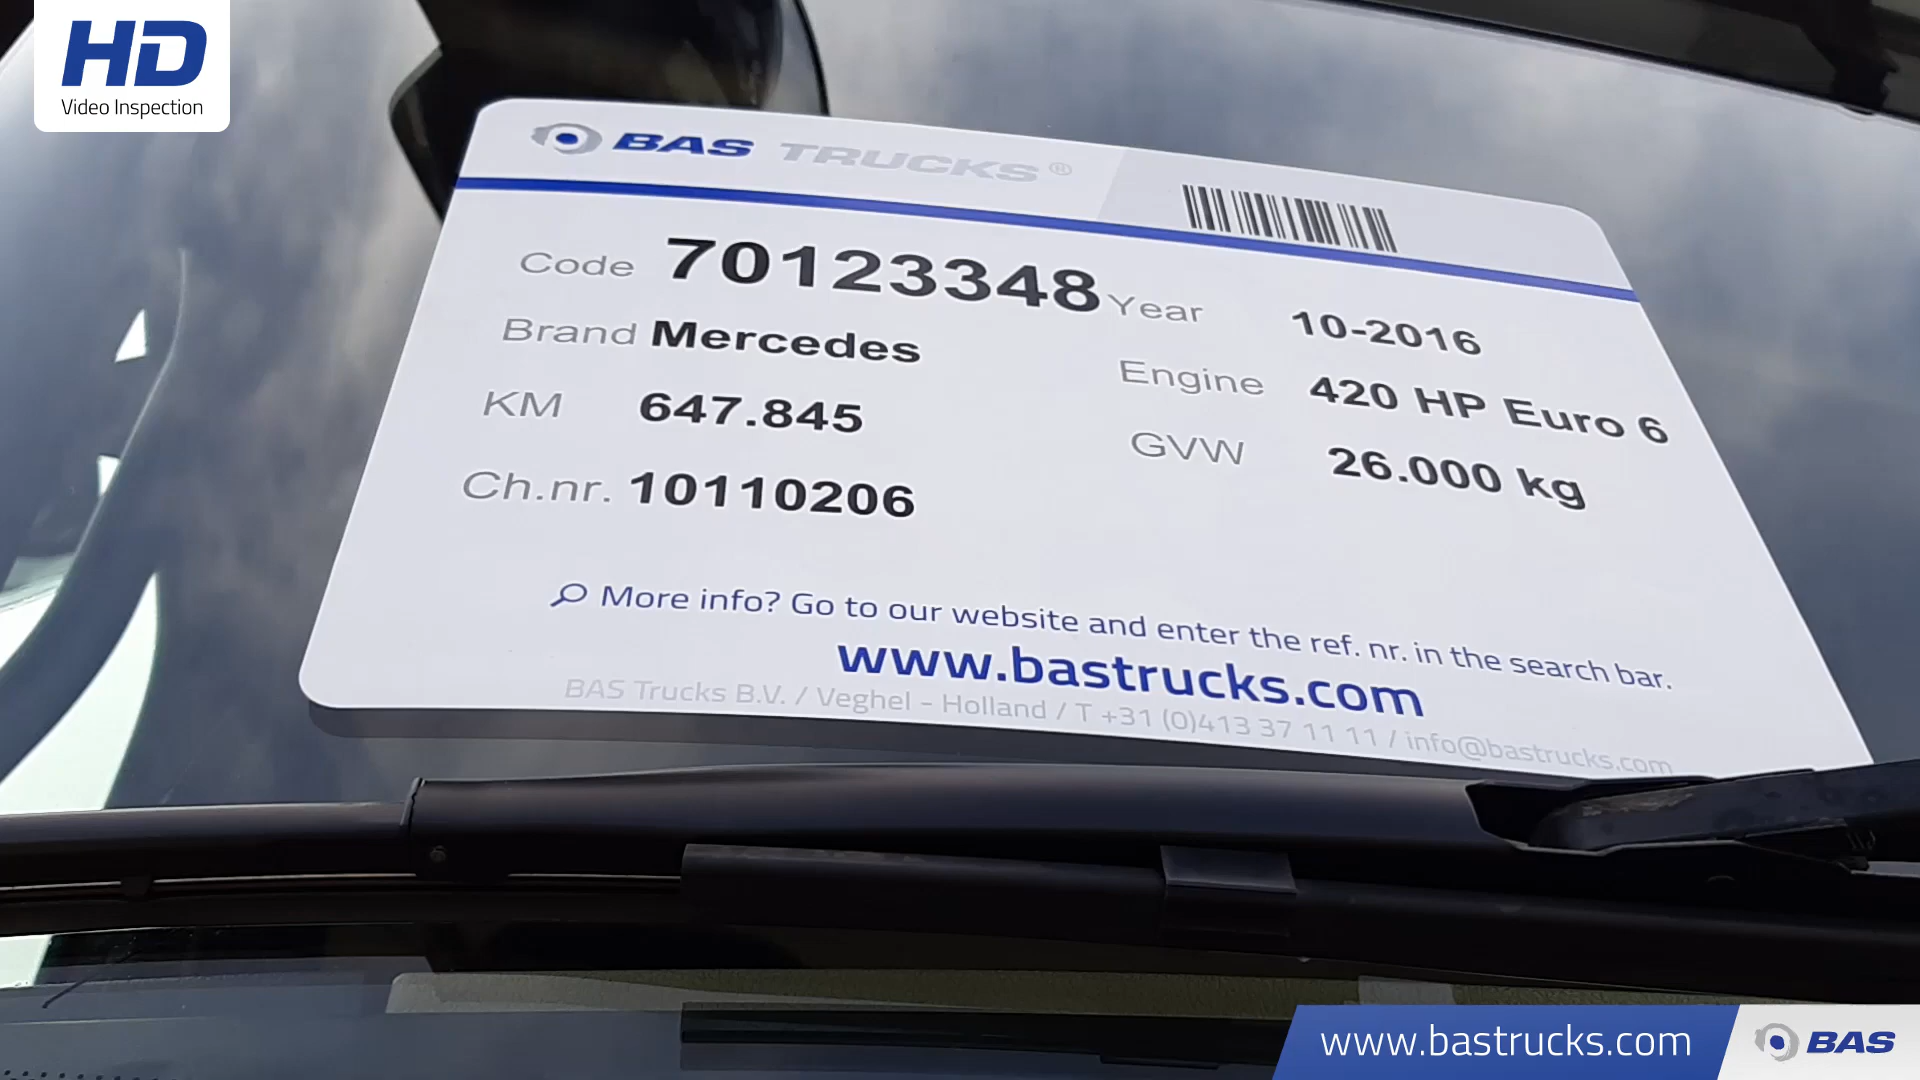 HD
Video Inspection
BAS TRUCKS®
Code 70123348 Year 10-2016
Brand Mercedes Engine 420 HP Euro 6
KM 647.845 GVW 26.000 kg
Ch.nr. 10110206
More info? Go to our website and enter the ref. nr. in the search bar.
www.bastrucks.com
BAS Trucks B.V. / Veghel - Holland / T +31 (0)413 37 11 11 / info@bastrucks.com
www.bastrucks.com BAS